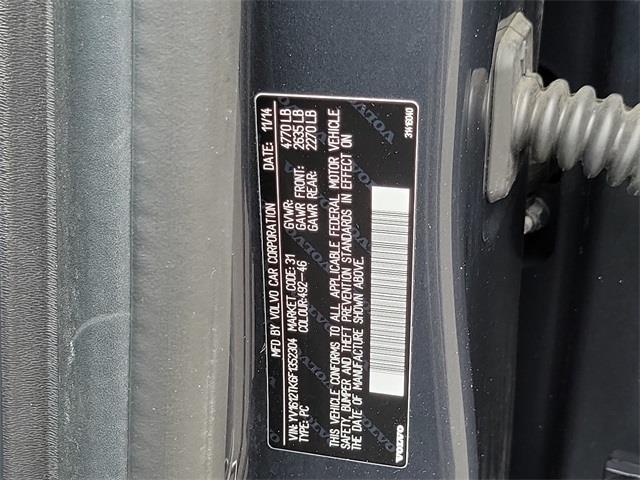 MFD BY VOLVO CAR CORPORATION DATE: 11/14
VIN: YV1612TK6F1352304 MARKET CODE: 31 GVWR: 4770 LB
TYPE: PC COLOUR: 492-46 GAWR FRONT: 2635 LB
GAWR REAR: 2270 LB
THIS VEHICLE CONFORMS TO ALL APPLICABLE FEDERAL MOTOR VEHICLE
SAFETY, BUMPER AND THEFT PREVENTION STANDARDS IN EFFECT ON
THE DATE OF MANUFACTURE SHOWN ABOVE.
VOLVO
31416040